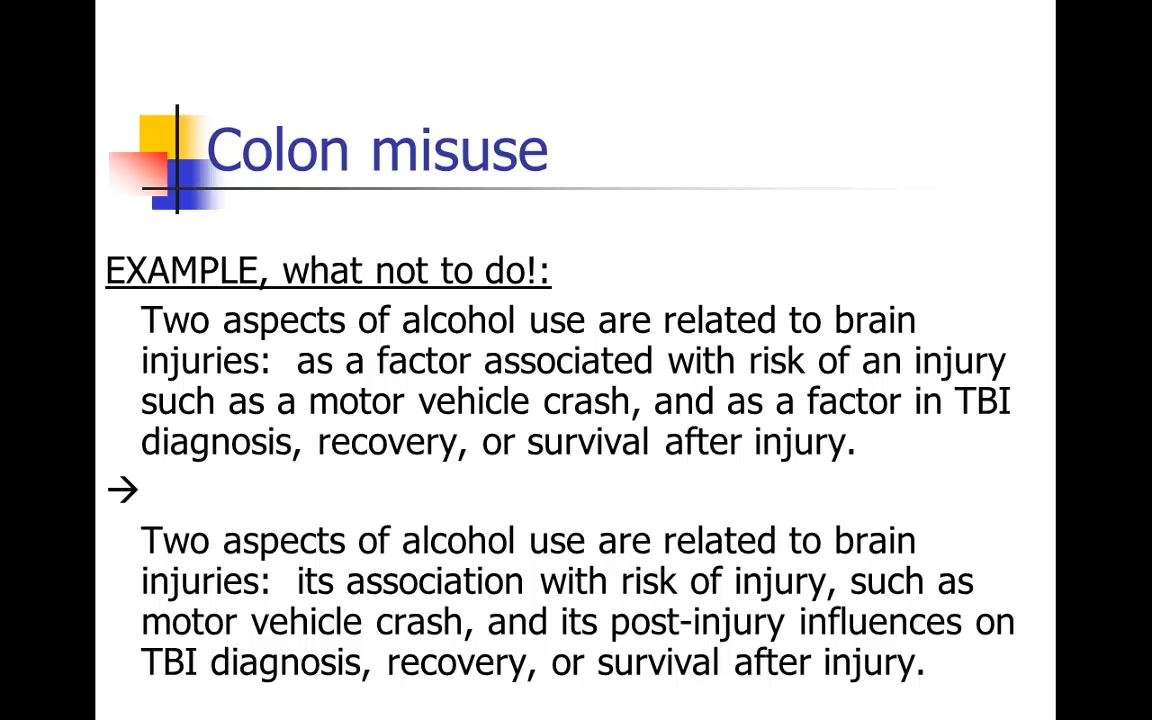 Colon misuse
EXAMPLE, what not to do!:
Two aspects of alcohol use are related to brain
injuries:  as a factor associated with risk of an injury
such as a motor vehicle crash, and as a factor in TBI
diagnosis, recovery, or survival after injury.
→
Two aspects of alcohol use are related to brain
injuries:  its association with risk of injury, such as
motor vehicle crash, and its post-injury influences on
TBI diagnosis, recovery, or survival after injury.